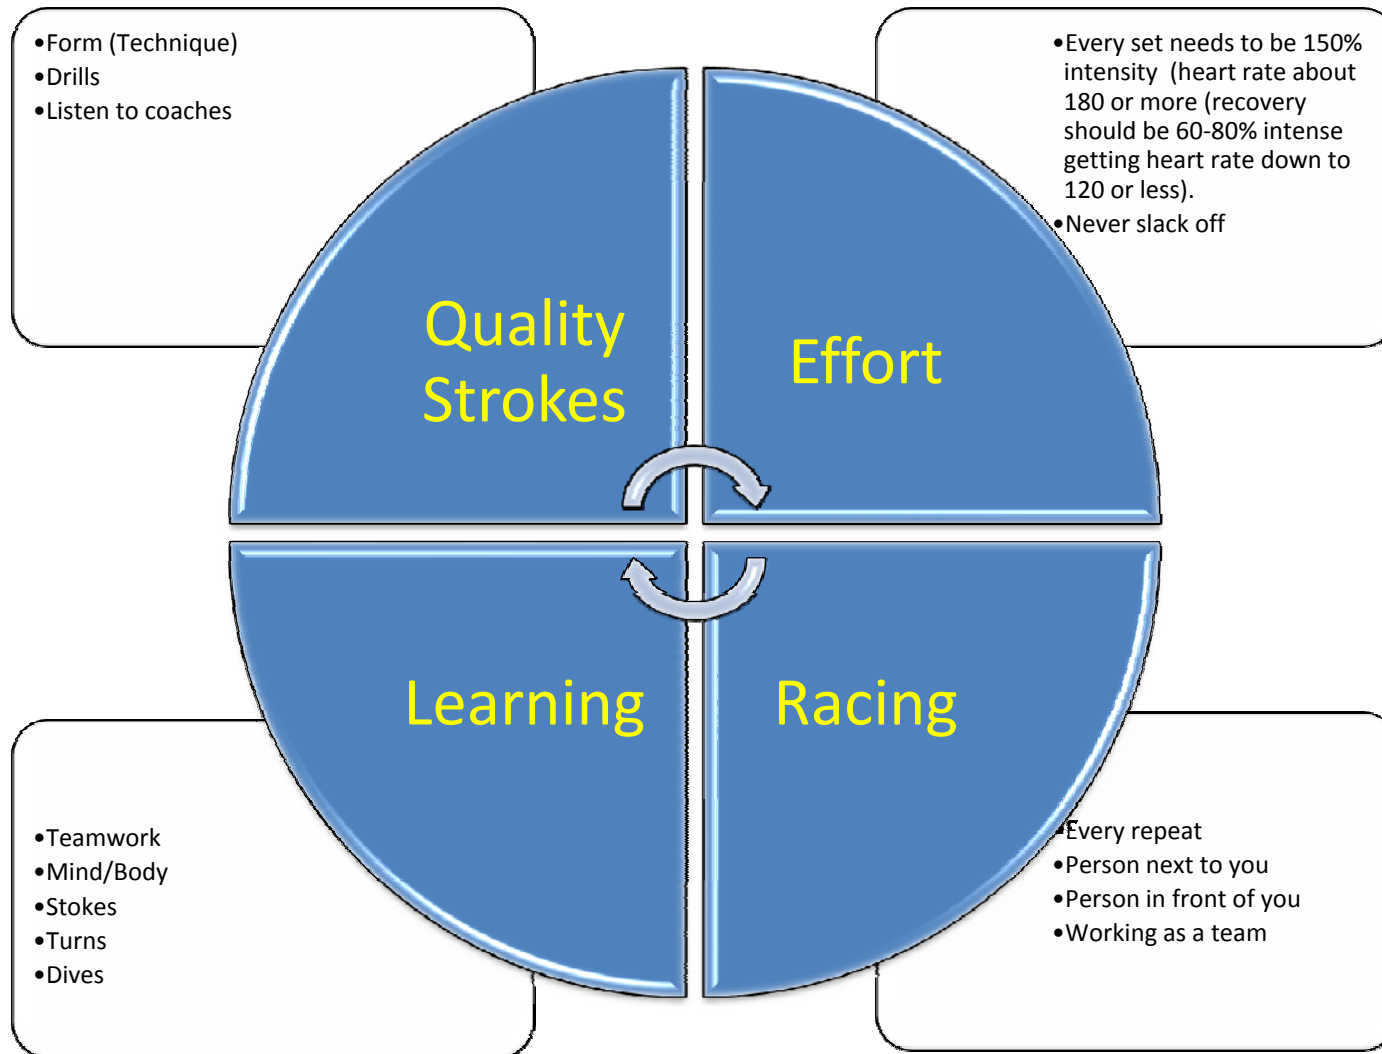 •Form (Technique)
•Drills
•Listen to coaches
•Every set needs to be 150%
intensity (heart rate about
180 or more (recovery
should be 60-80% intense
getting heart rate down to
120 or less).
•Never slack off
Quality
Strokes
Effort
Learning
Racing
•Teamwork
•Mind/Body
•Stokes
•Turns
•Dives
•Every repeat
•Person next to you
•Person in front of you
•Working as a team